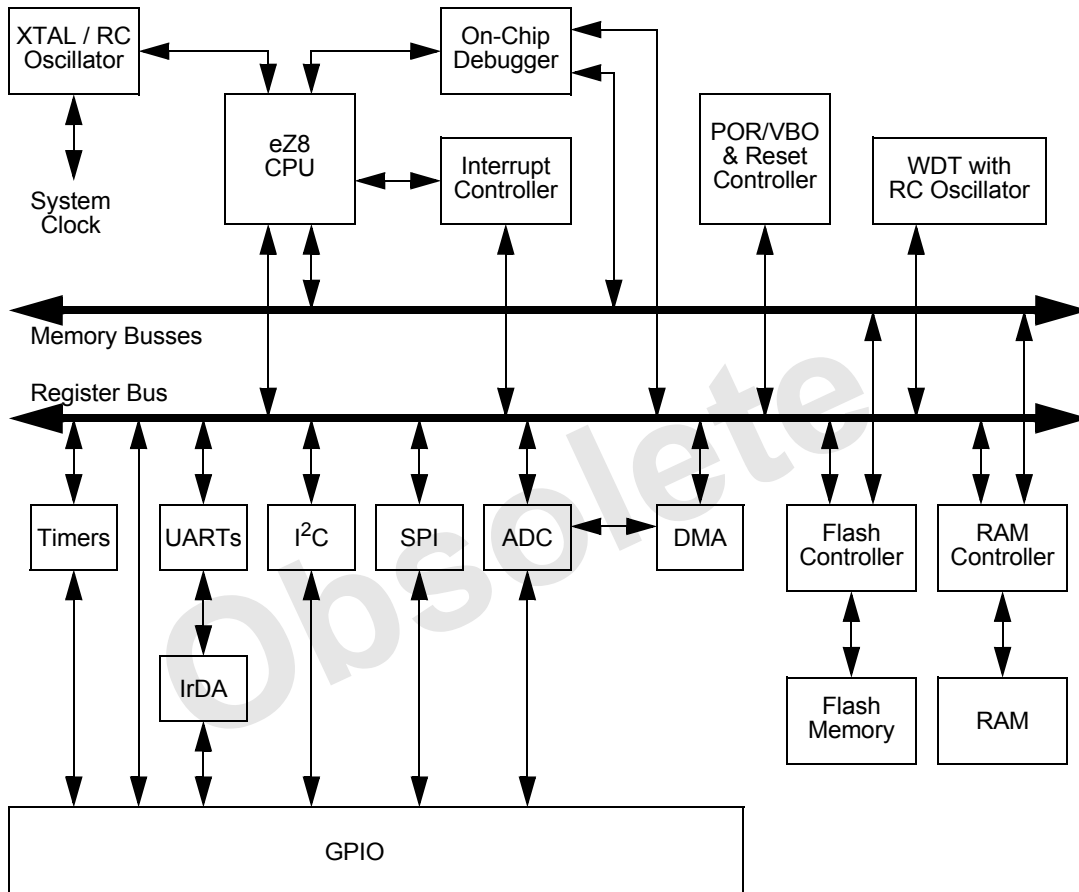 XTAL / RC
Oscillator
On-Chip
Debugger
eZ8
CPU
Interrupt
Controller
POR/VBO
& Reset
Controller
WDT with
RC Oscillator
System
Clock
Memory Busses
Register Bus
Timers
UARTs
I²C
SPI
ADC
DMA
Flash
Controller
RAM
Controller
IrDA
Flash
Memory
RAM
GPIO
Obsolete